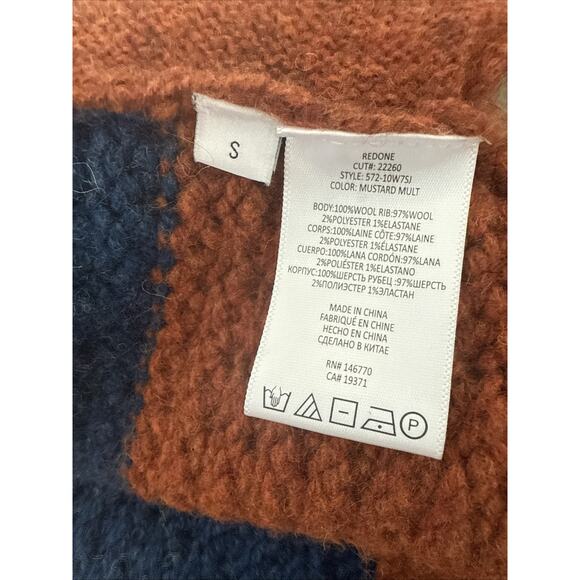 S
REDONE
CUT#: 22260
STYLE: 572-10W7SJ
COLOR: MUSTARD MULT
BODY:100%WOOL RIB:97%WOOL
2%POLYESTER 1%ELASTANE
CORPS:100%LAINE CÔTE:97%LAINE
2%POLYESTER 1%ÉLASTANE
CUERPO:100%LANA CORDÓN:97%LANA
2%POLIÉSTER 1%ELASTANO
КОРПУС:100%ШЕРСТЬ РУБЕЦ :97%ШЕРСТЬ
2%ПОЛИЭСТЕР 1%ЭЛАСТАН
MADE IN CHINA
FABRIQUÉ EN CHINE
HECHO EN CHINA
СДЕЛАНО В КИТАЕ
RN# 146770
CA# 19371
P